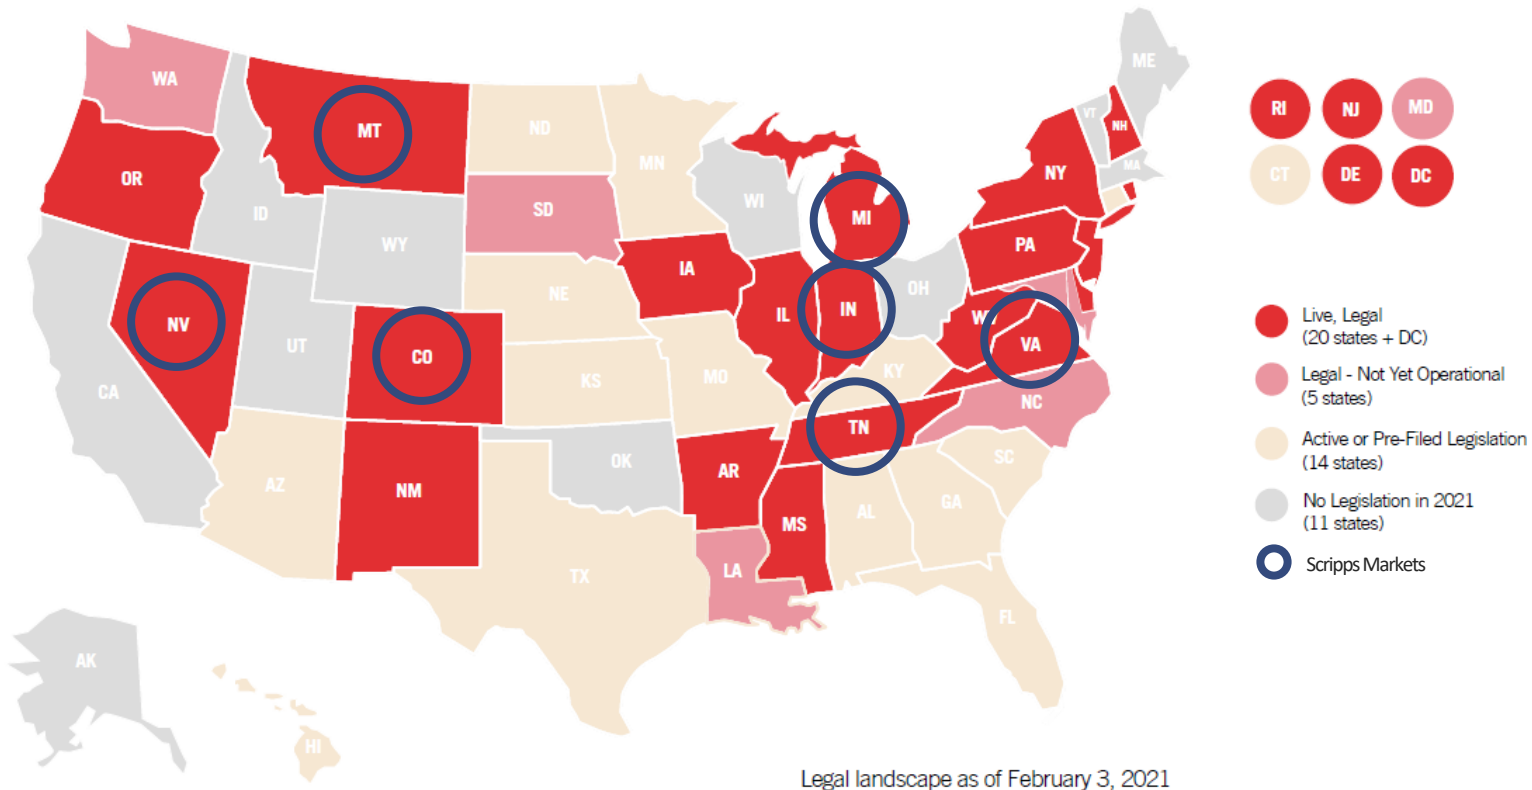 ME
WA
RI
NJ
MD
VT
NH
MT
ND
MN
MA
OR
NY
CT
DE
DC
WI
SD
ID
MI
WY
PA
IA
OH
NE
IL
IN
NV
W
VA
UT
CO
Live, Legal
(20 states + DC)
KY
MO
KS
CA
NC
Legal - Not Yet Operational
(5 states)
TN
SC
Active or Pre-Filed Legislation
(14 states)
OK
AR
AZ
NM
GA
AL
MS
No Legislation in 2021
(11 states)
Scripps Markets
LA
TX
FL
AK
HI
Legal landscape as of February 3, 2021